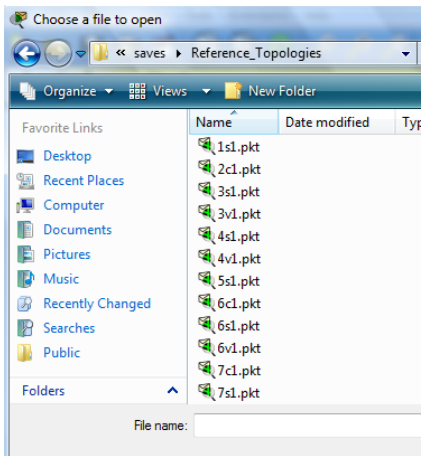 Choose a file to open
« saves Reference_Topologies
Organize Views New Folder
Favorite Links
Desktop
Recent Places
Computer
Documents
Pictures
Music
Recently Changed
Searches
Public
Folders
Name Date modified Typ
1s1.pkt
2c1.pkt
3s1.pkt
3v1.pkt
4s1.pkt
4v1.pkt
5s1.pkt
6c1.pkt
6s1.pkt
6v1.pkt
7c1.pkt
7s1.pkt
File name: